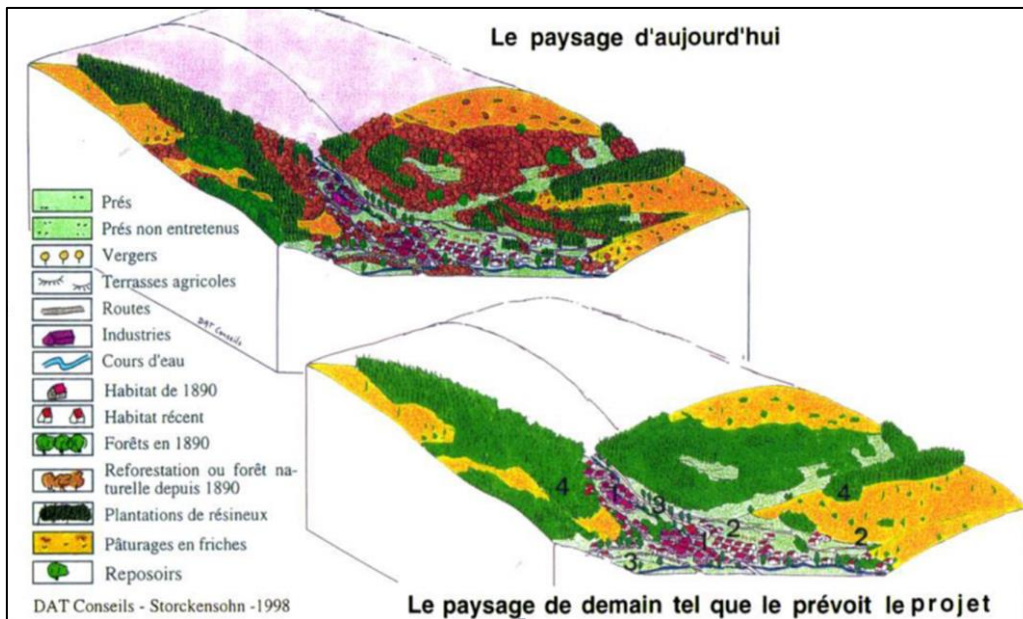 Le paysage d'aujourd'hui
Prés
Prés non entretenus
Vergers
Terrasses agricoles
Routes
Industries
Cours d'eau
Habitat de 1890
Habitat récent
Forêts en 1890
Reforestation ou forêt na-
turelle depuis 1890
Plantations de résineux
Pâturages en friches
Reposoirs
DAT Conseils - Storckensohn -1998
DAT Conseils
4
1
3
2
4
1
2
3
Le paysage de demain tel que le prévoit le projet